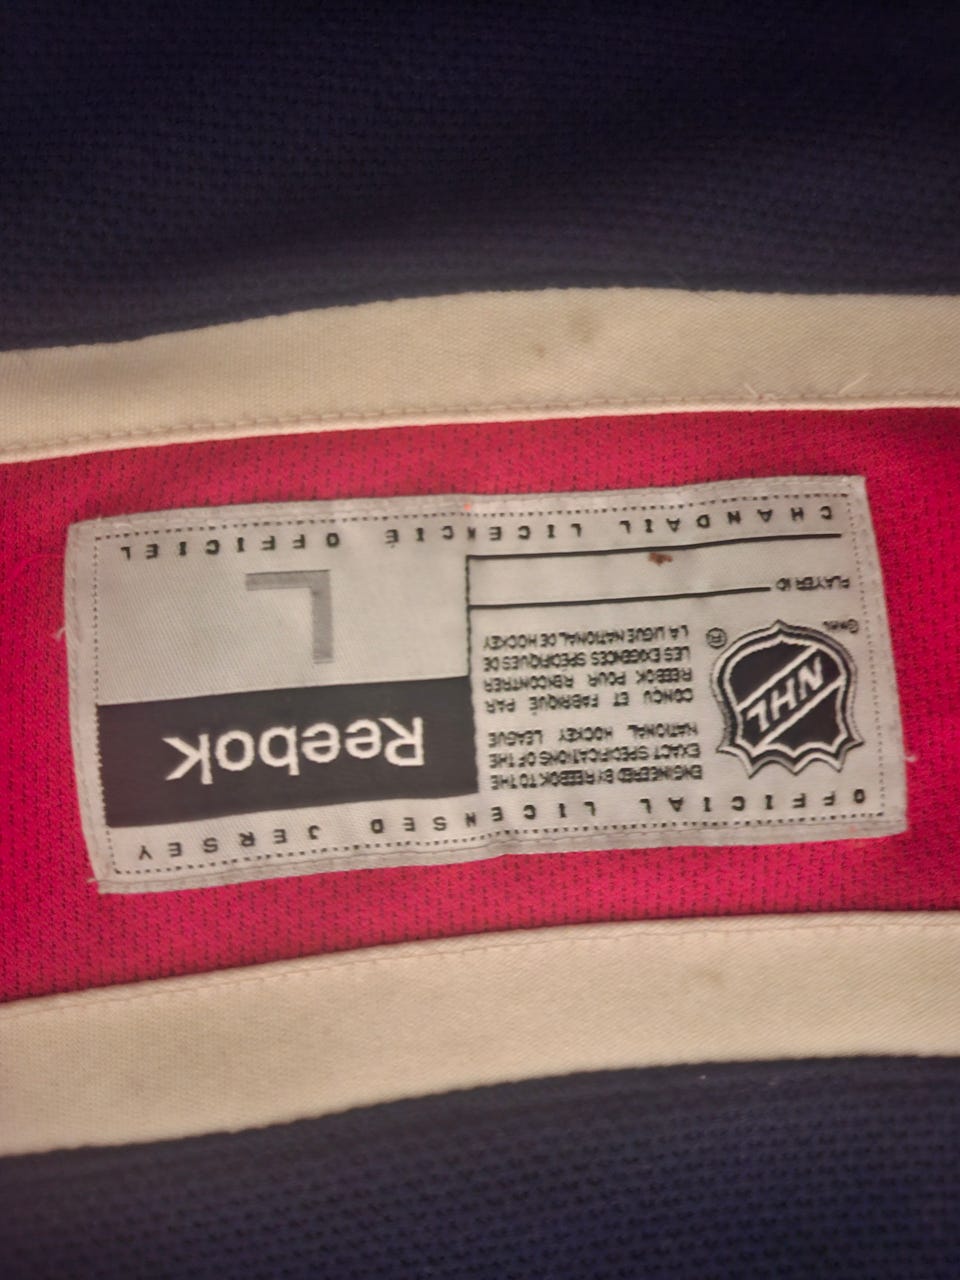 OFFICIAL LICENSED JERSEY
NHL
©NHL
®
ENGINEERED BY REEBOK TO THE
EXACT SPECIFICATIONS OF THE
NATIONAL HOCKEY LEAGUE
CONÇU ET FABRIQUÉ PAR
REEBOK POUR RENCONTRER
LES EXIGENCES SPÉCIFIQUES DE
LA LIGUE NATIONAL DE HOCKEY
Reebok
L
PLAYER ID
CHANDAIL LICENCIÉ OFFICIEL